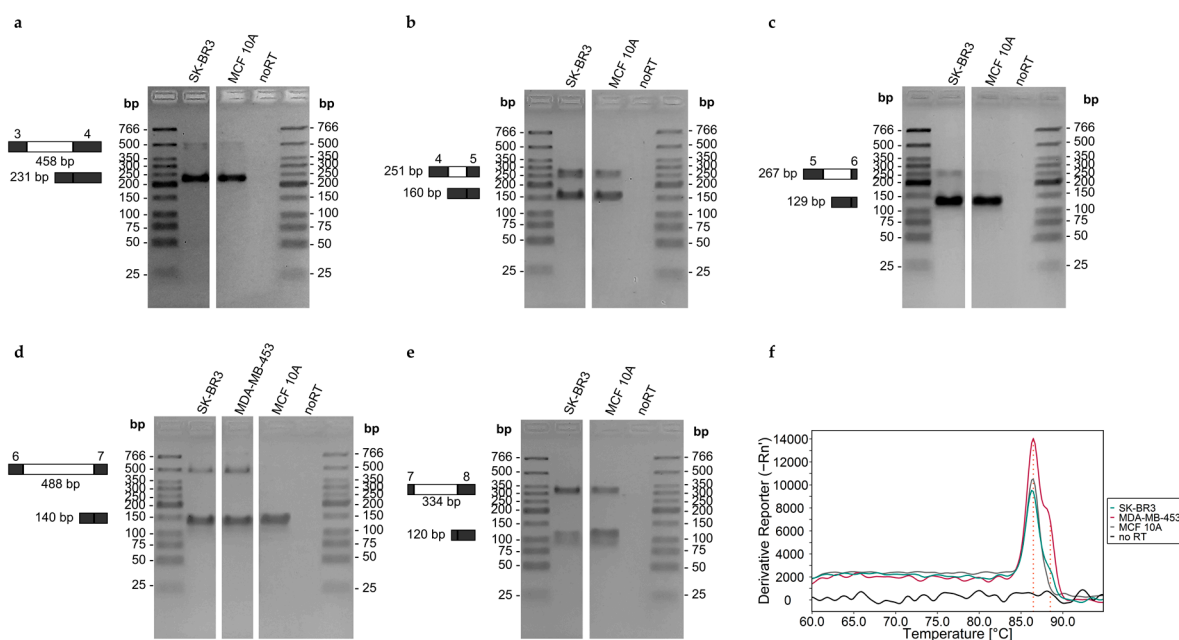 a
SK-BR3
MCF 10A
noRT
bp
bp
3 4
458 bp
231 bp
766 -
500 -
350 -
300 -
250 -
200 -
150 -
100 -
75 -
50 -
25 -
- 766
- 500
- 350
- 300
- 250
- 200
- 150
- 100
- 75
- 50
- 25
b
SK-BR3
MCF 10A
noRT
bp
bp
4 5
251 bp
160 bp
766 -
500 -
350 -
300 -
250 -
200 -
150 -
100 -
75 -
50 -
25 -
- 766
- 500
- 350
- 300
- 250
- 200
- 150
- 100
- 75
- 50
- 25
c
SK-BR3
MCF 10A
noRT
bp
bp
5 6
267 bp
129 bp
766 -
500 -
350 -
300 -
250 -
200 -
150 -
100 -
75 -
50 -
25 -
- 766
- 500
- 350
- 300
- 250
- 200
- 150
- 100
- 75
- 50
- 25
d
SK-BR3
MDA-MB-453
MCF 10A
noRT
bp
bp
6 7
488 bp
140 bp
766 -
500 -
350 -
300 -
250 -
200 -
150 -
100 -
75 -
50 -
25 -
- 766
- 500
- 350
- 300
- 250
- 200
- 150
- 100
- 75
- 50
- 25
e
SK-BR3
MCF 10A
noRT
bp
bp
7 8
334 bp
120 bp
766 -
500 -
350 -
300 -
250 -
200 -
150 -
100 -
75 -
50 -
25 -
- 766
- 500
- 350
- 300
- 250
- 200
- 150
- 100
- 75
- 50
- 25
f
Derivative Reporter (−Rn')
14000
12000
10000
8000
6000
4000
2000
0
60.0 65.0 70.0 75.0 80.0 85.0 90.0
Temperature [°C]
SK-BR3
MDA-MB-453
MCF 10A
no RT